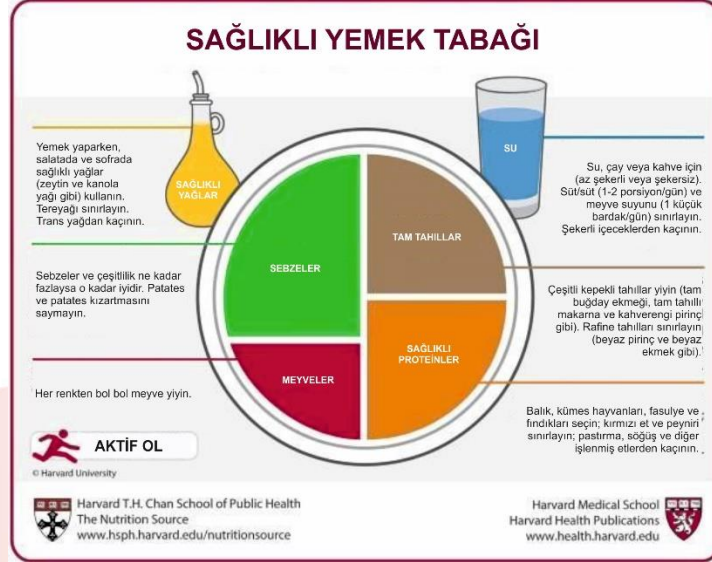 SAĞLIKLI YEMEK TABAĞI
Yemek yaparken,
salatada ve sofrada
sağlıklı yağlar
(zeytin ve kanola
yağı gibi) kullanın.
Tereyağı sınırlayın.
Trans yağdan kaçının.
SAĞLIKLI
YAĞLAR
SU
Su, çay veya kahve için
(az şekerli veya şekersiz).
Süt/süt (1-2 porsiyon/gün) ve
meyve suyunu (1 küçük
bardak/gün) sınırlayın.
Şekerli içeceklerden kaçının.
SEBZELER
TAM TAHILLAR
Sebzeler ve çeşitlilik ne kadar
fazlaysa o kadar iyidir. Patates
ve patates kızartmasını
saymayın.
Çeşitli kepekli tahıllar yiyin (tam
buğday ekmeği, tam tahıllı
makarna ve kahverengi pirinç
gibi). Rafine tahılları sınırlayın
(beyaz pirinç ve beyaz
ekmek gibi).
MEYVELER
SAĞLIKLI
PROTEİNLER
Her renkten bol bol meyve yiyin.
Balık, kümes hayvanları, fasulye ve
fındıkları seçin; kırmızı et ve peyniri
sınırlayın; pastırma, söğüş ve diğer
işlenmiş etlerden kaçının.
AKTİF OL
© Harvard University
Harvard T.H. Chan School of Public Health
The Nutrition Source
www.hsph.harvard.edu/nutritionsource
Harvard Medical School
Harvard Health Publications
www.health.harvard.edu